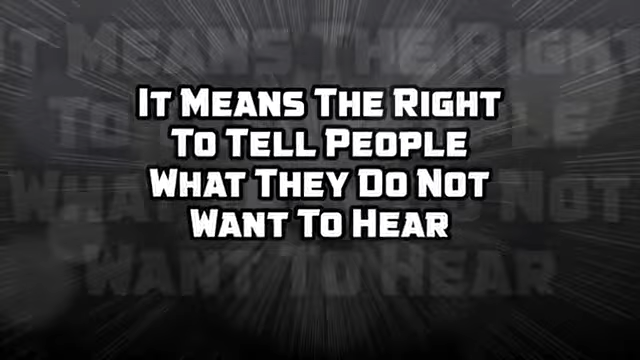 It Means The Right
To Tell People
What They Do Not
Want To Hear